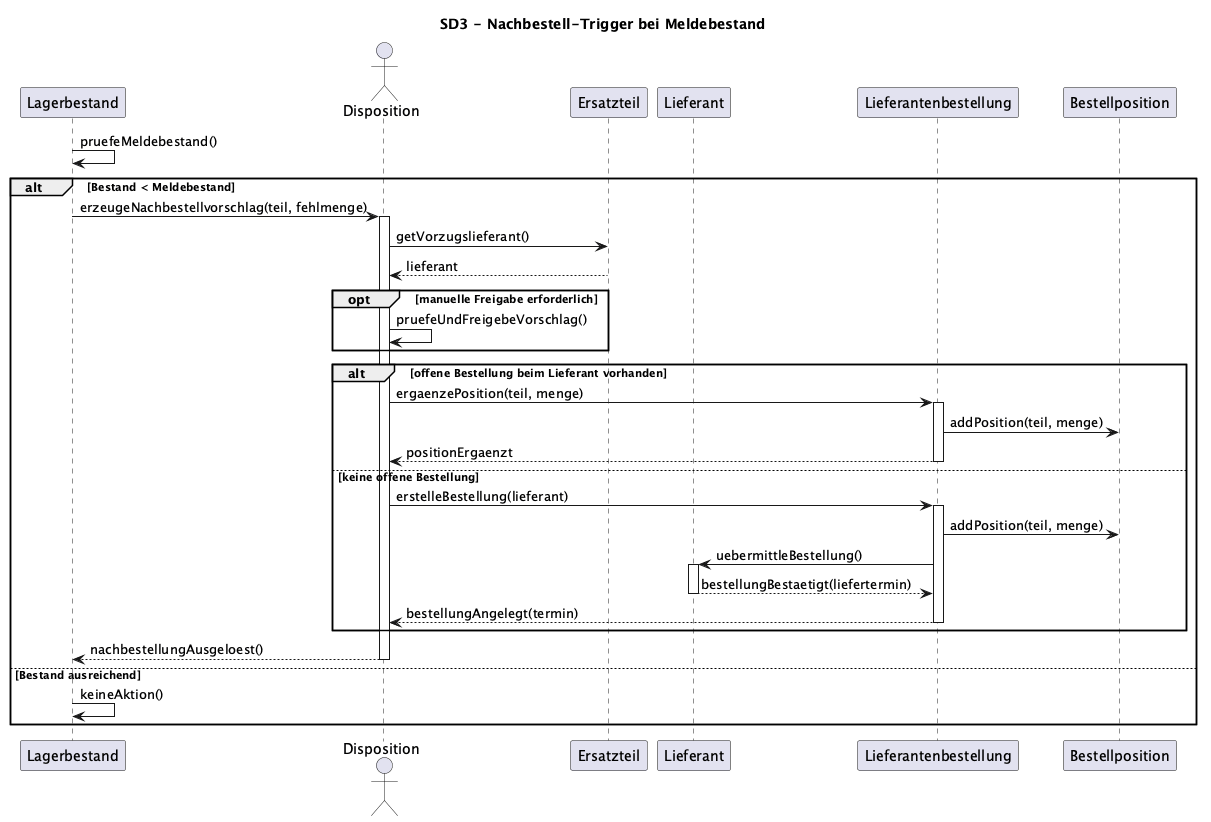 SD3 - Nachbestell-Trigger bei Meldebestand
Disposition
Lagerbestand
Ersatzteil
Lieferant
Lieferantenbestellung
Bestellposition
pruefeMeldebestand()
alt
[Bestand < Meldebestand]
erzeugeNachbestellvorschlag(teil, fehlmenge)
getVorzugslieferant()
lieferant
opt
[manuelle Freigabe erforderlich]
pruefeUndFreigebeVorschlag()
alt
[offene Bestellung beim Lieferant vorhanden]
ergaenzePosition(teil, menge)
addPosition(teil, menge)
positionErgaenzt
[keine offene Bestellung]
erstelleBestellung(lieferant)
addPosition(teil, menge)
uebermittleBestellung()
bestellungBestaetigt(liefertermin)
bestellungAngelegt(termin)
nachbestellungAusgeloest()
[Bestand ausreichend]
keineAktion()
Lagerbestand
Disposition
Ersatzteil
Lieferant
Lieferantenbestellung
Bestellposition